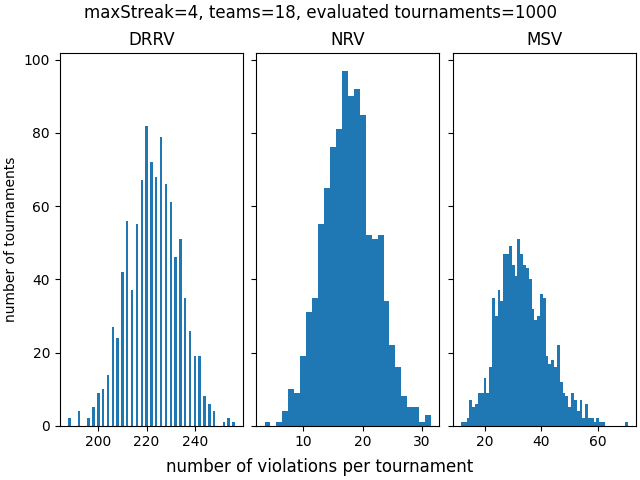 maxStreak=4, teams=18, evaluated tournaments=1000
DRRV
NRV
MSV
100
80
60
40
20
0
number of tournaments
200
220
240
10
20
30
20
40
60
number of violations per tournament